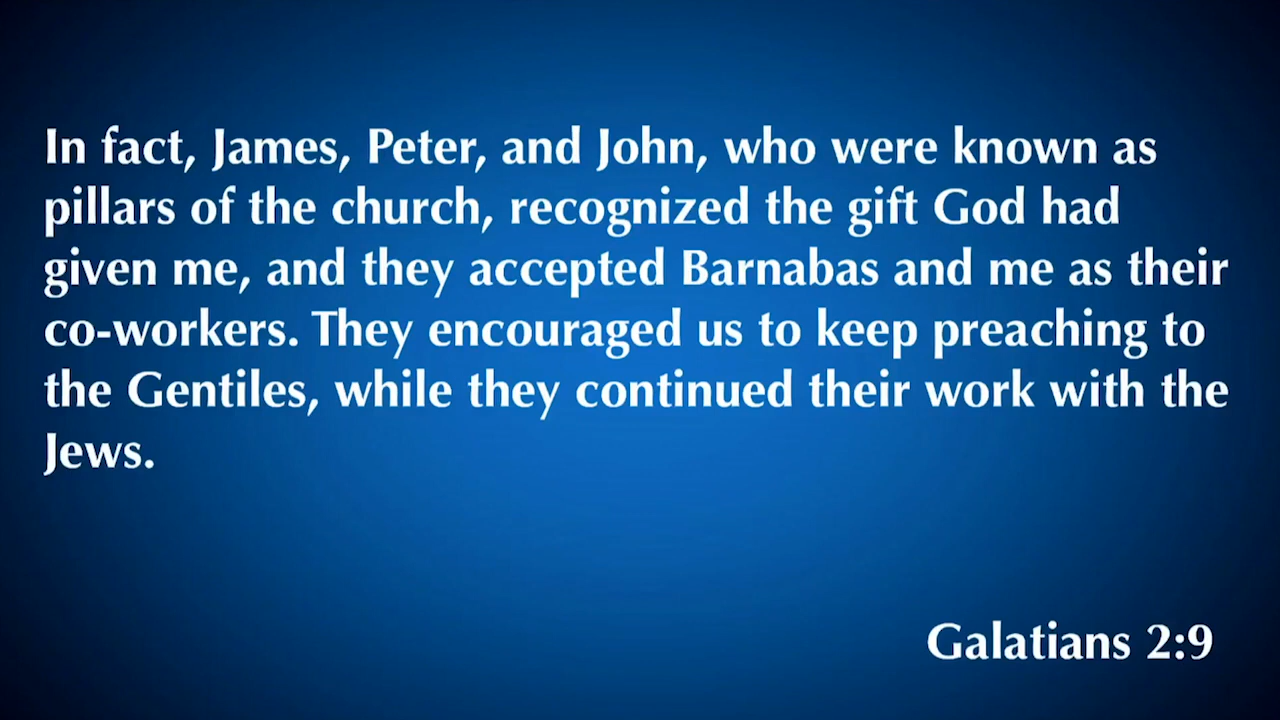 In fact, James, Peter, and John, who were known as
pillars of the church, recognized the gift God had
given me, and they accepted Barnabas and me as their
co-workers. They encouraged us to keep preaching to
the Gentiles, while they continued their work with the
Jews.
Galatians 2:9